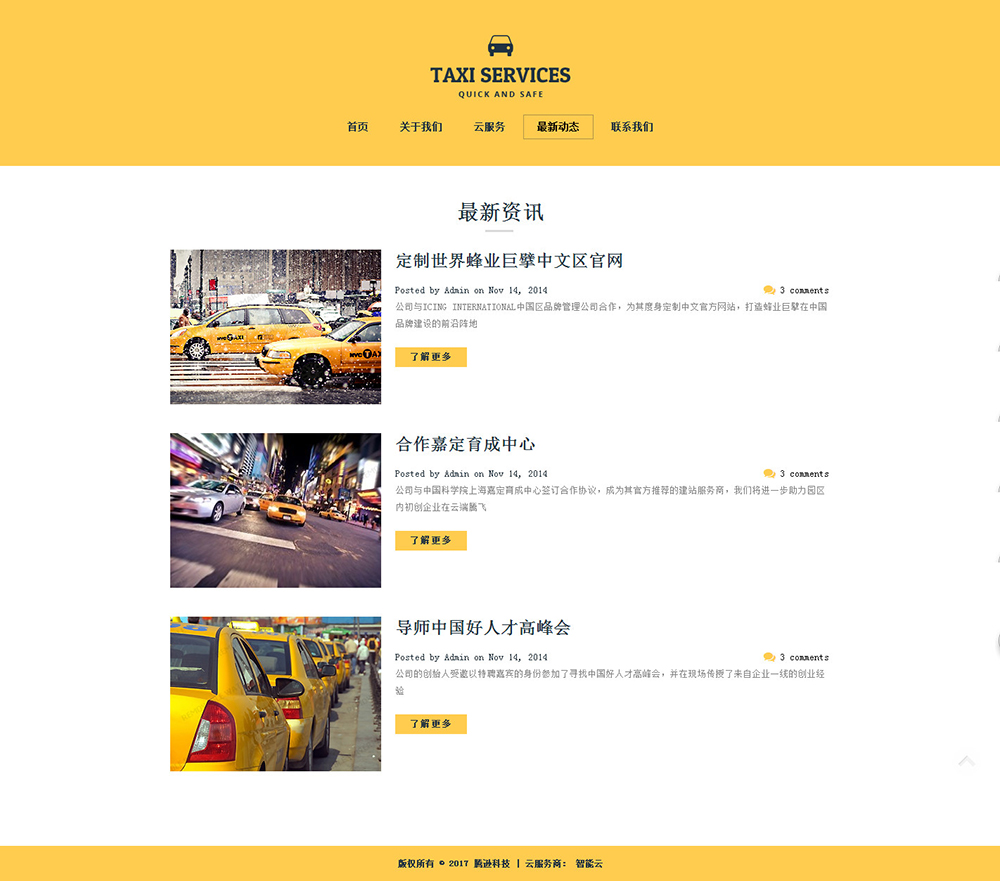 TAXI SERVICES
QUICK AND SAFE
首页 关于我们 云服务 最新动态 联系我们
最新资讯
定制世界蜂业巨擘中文区官网
Posted by Admin on Nov 14, 2014 3 comments
公司与ICING INTERNATIONAL中国区品牌管理公司合作，为其度身定制中文官方网站，打造蜂业巨擘在中国
品牌建设的前沿阵地
了解更多
NYC TAXI
NYC TAX
合作嘉定育成中心
Posted by Admin on Nov 14, 2014 3 comments
公司与中国科学院上海嘉定育成中心签订合作协议，成为其官方推荐的建站服务商，我们将进一步助力园区
内初创企业在云端腾飞
了解更多
导师中国好人才高峰会
Posted by Admin on Nov 14, 2014 3 comments
公司的创始人受邀以特聘嘉宾的身份参加了寻找中国好人才高峰会，并在现场传授了来自企业一线的创业经
验
了解更多
版权所有 © 2017 腾逊科技 | 云服务商： 智能云